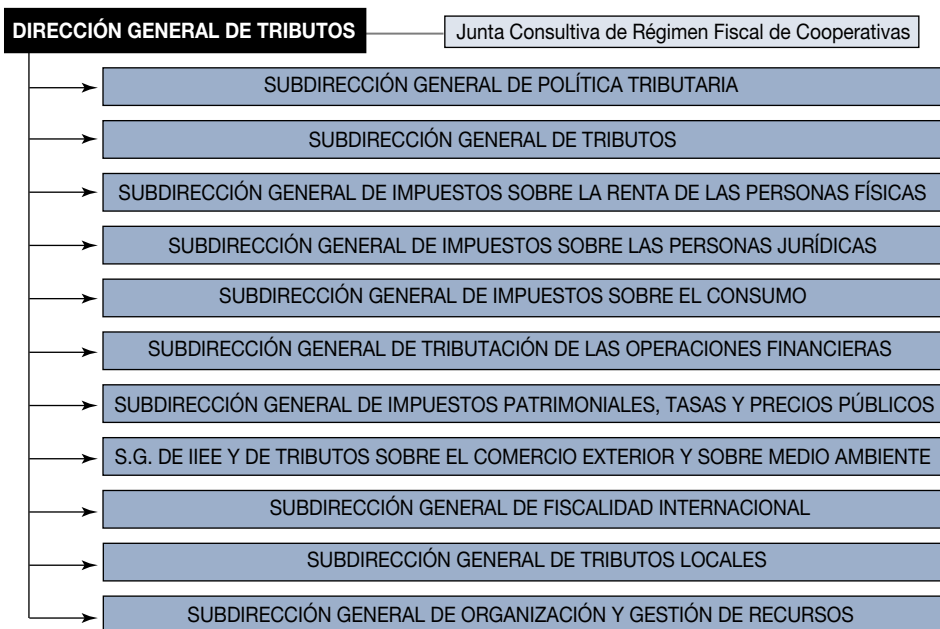 DIRECCIÓN GENERAL DE TRIBUTOS
Junta Consultiva de Régimen Fiscal de Cooperativas
SUBDIRECCIÓN GENERAL DE POLÍTICA TRIBUTARIA
SUBDIRECCIÓN GENERAL DE TRIBUTOS
SUBDIRECCIÓN GENERAL DE IMPUESTOS SOBRE LA RENTA DE LAS PERSONAS FÍSICAS
SUBDIRECCIÓN GENERAL DE IMPUESTOS SOBRE LAS PERSONAS JURÍDICAS
SUBDIRECCIÓN GENERAL DE IMPUESTOS SOBRE EL CONSUMO
SUBDIRECCIÓN GENERAL DE TRIBUTACIÓN DE LAS OPERACIONES FINANCIERAS
SUBDIRECCIÓN GENERAL DE IMPUESTOS PATRIMONIALES, TASAS Y PRECIOS PÚBLICOS
S.G. DE IIEE Y DE TRIBUTOS SOBRE EL COMERCIO EXTERIOR Y SOBRE MEDIO AMBIENTE
SUBDIRECCIÓN GENERAL DE FISCALIDAD INTERNACIONAL
SUBDIRECCIÓN GENERAL DE TRIBUTOS LOCALES
SUBDIRECCIÓN GENERAL DE ORGANIZACIÓN Y GESTIÓN DE RECURSOS